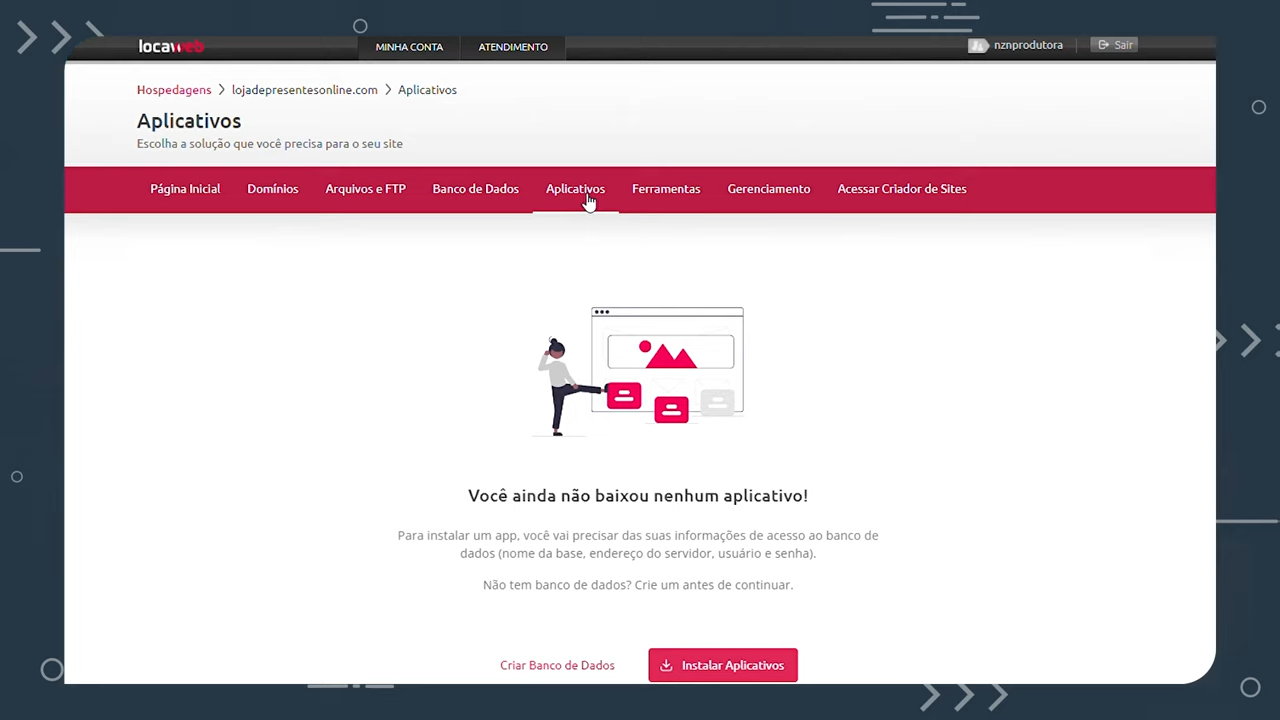 locaweb
MINHA CONTA
ATENDIMENTO
nznprodutora
Sair
Hospedagens > lojadepresentesonline.com > Aplicativos
Aplicativos
Escolha a solução que você precisa para o seu site
Página Inicial
Domínios
Arquivos e FTP
Banco de Dados
Aplicativos
Ferramentas
Gerenciamento
Acessar Criador de Sites
Você ainda não baixou nenhum aplicativo!
Para instalar um app, você vai precisar das suas informações de acesso ao banco de
dados (nome da base, endereço do servidor, usuário e senha).
Não tem banco de dados? Crie um antes de continuar.
Criar Banco de Dados
Instalar Aplicativos